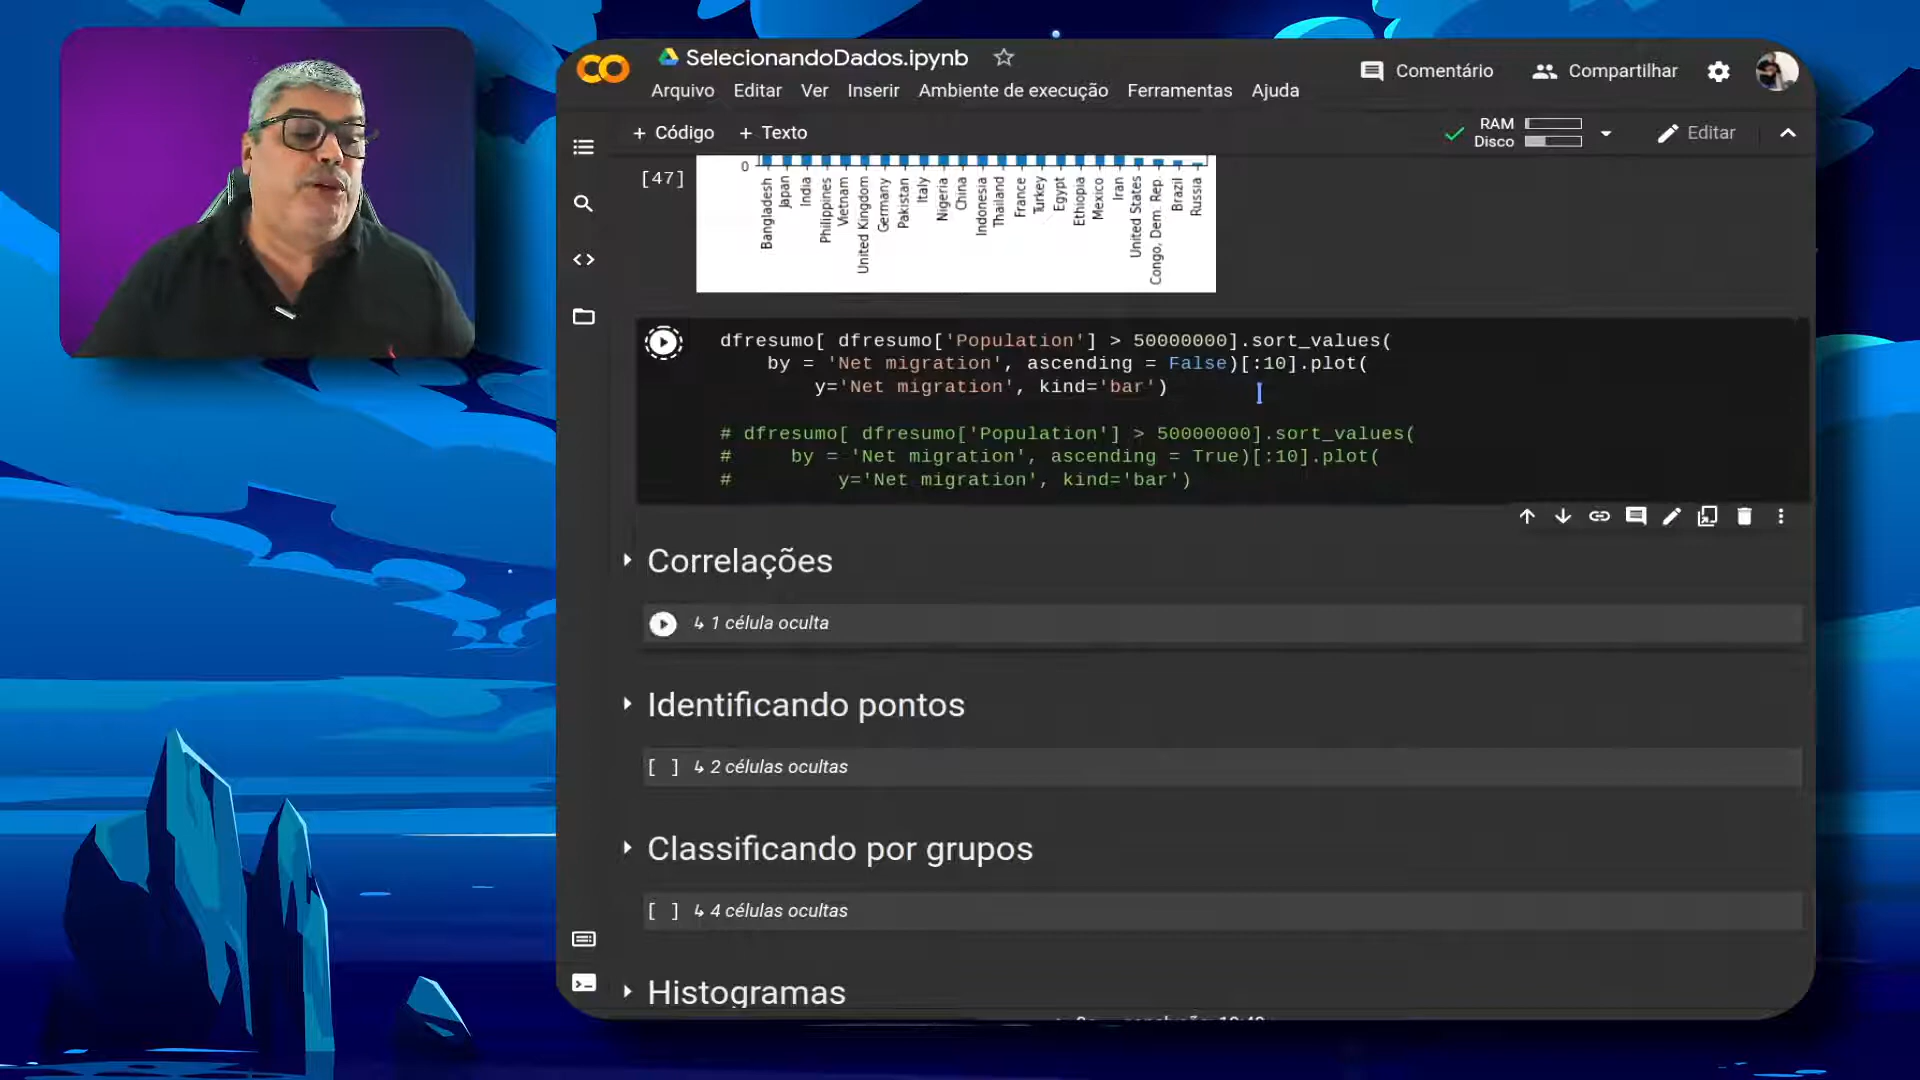 SelecionandoDados.ipynb
Comentário
Compartilhar
Arquivo Editar Ver Inserir Ambiente de execução Ferramentas Ajuda
+ Código + Texto
RAM
Disco
Editar
[47]
0
Bangladesh
Japan
India
Philippines
Vietnam
United Kingdom
Germany
Pakistan
Italy
Nigeria
China
Indonesia
Thailand
France
Turkey
Egypt
Ethiopia
Mexico
Iran
United States
Congo, Dem. Rep.
Brazil
Russia
dfresumo[ dfresumo['Population'] > 50000000].sort_values(
by = 'Net migration', ascending = False)[:10].plot(
y='Net migration', kind='bar')
# dfresumo[ dfresumo['Population'] > 50000000].sort_values(
# by = 'Net migration', ascending = True)[:10].plot(
# y='Net migration', kind='bar')
Correlações
↳ 1 célula oculta
Identificando pontos
[ ] ↳ 2 células ocultas
Classificando por grupos
[ ] ↳ 4 células ocultas
Histogramas